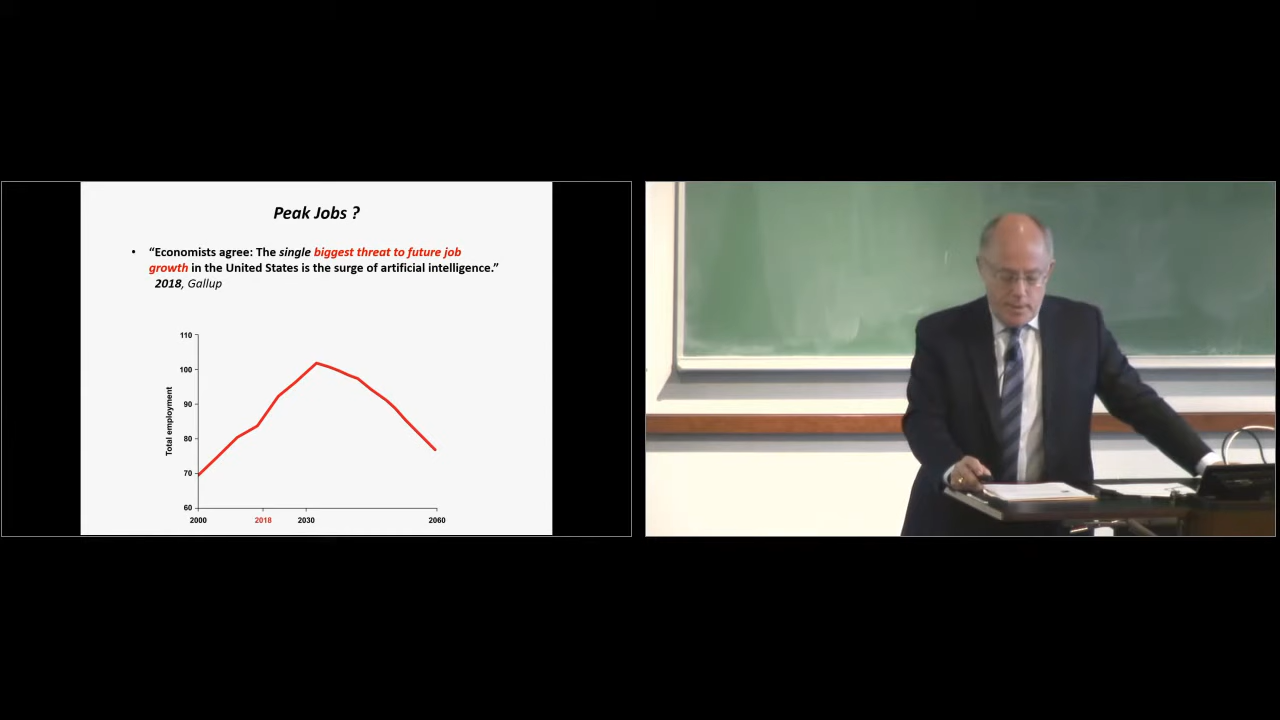 Peak Jobs ?
• “Economists agree: The single biggest threat to future job
growth in the United States is the surge of artificial intelligence.”
2018, Gallup
110
100
90
80
70
60
Total employment
2000 2018 2030 2060